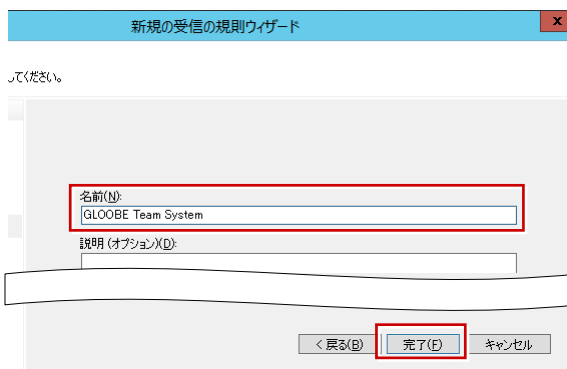 新規の受信の規則ウィザード
x
してください。
名前(N):
GLOOBE Team System
説明 (オプション)(D):
< 戻る(B)
完了(F)
キャンセル